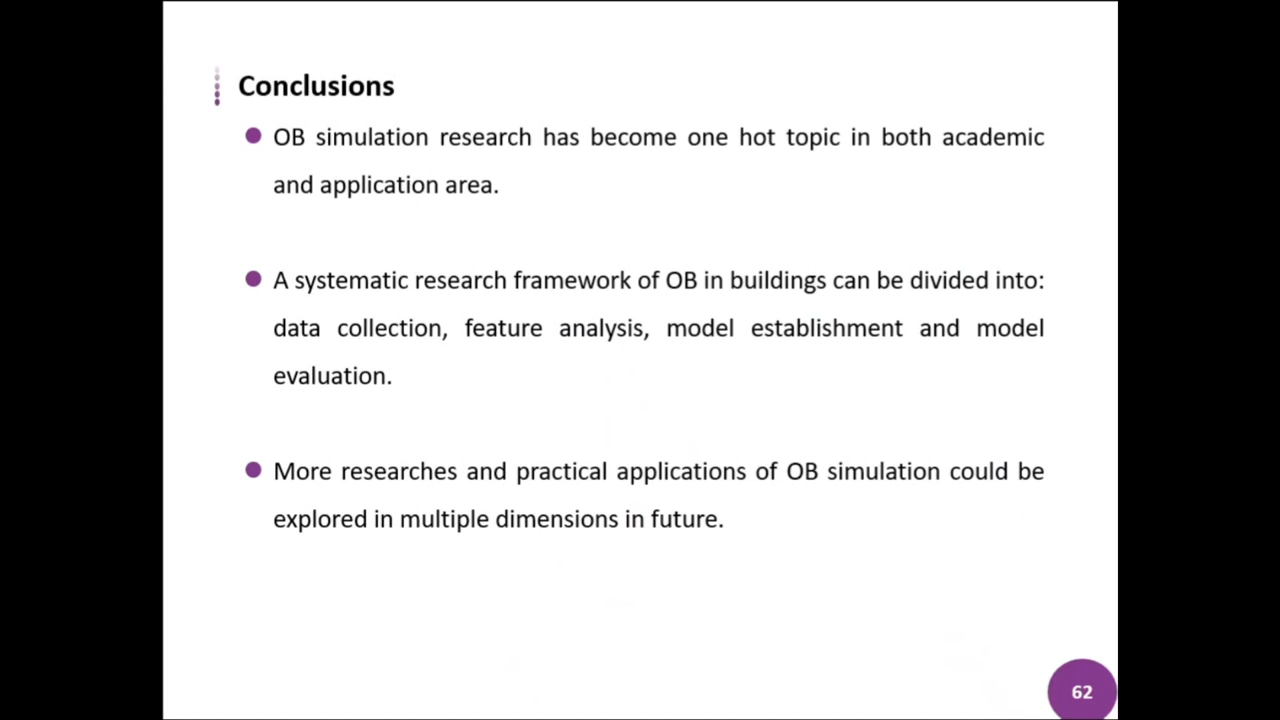 Conclusions
OB simulation research has become one hot topic in both academic
and application area.
A systematic research framework of OB in buildings can be divided into:
data collection, feature analysis, model establishment and model
evaluation.
More researches and practical applications of OB simulation could be
explored in multiple dimensions in future.
62